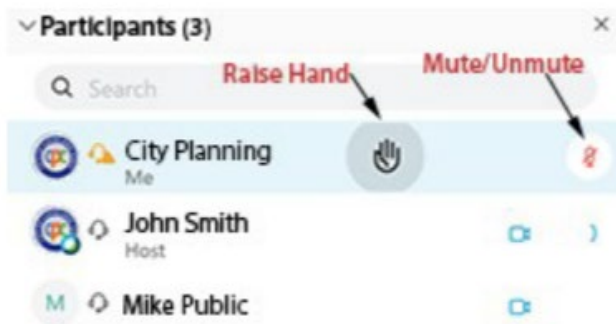 Participants (3)
Raise Hand
Mute/Unmute
Search
City Planning
Me
John Smith
Host
M
Mike Public